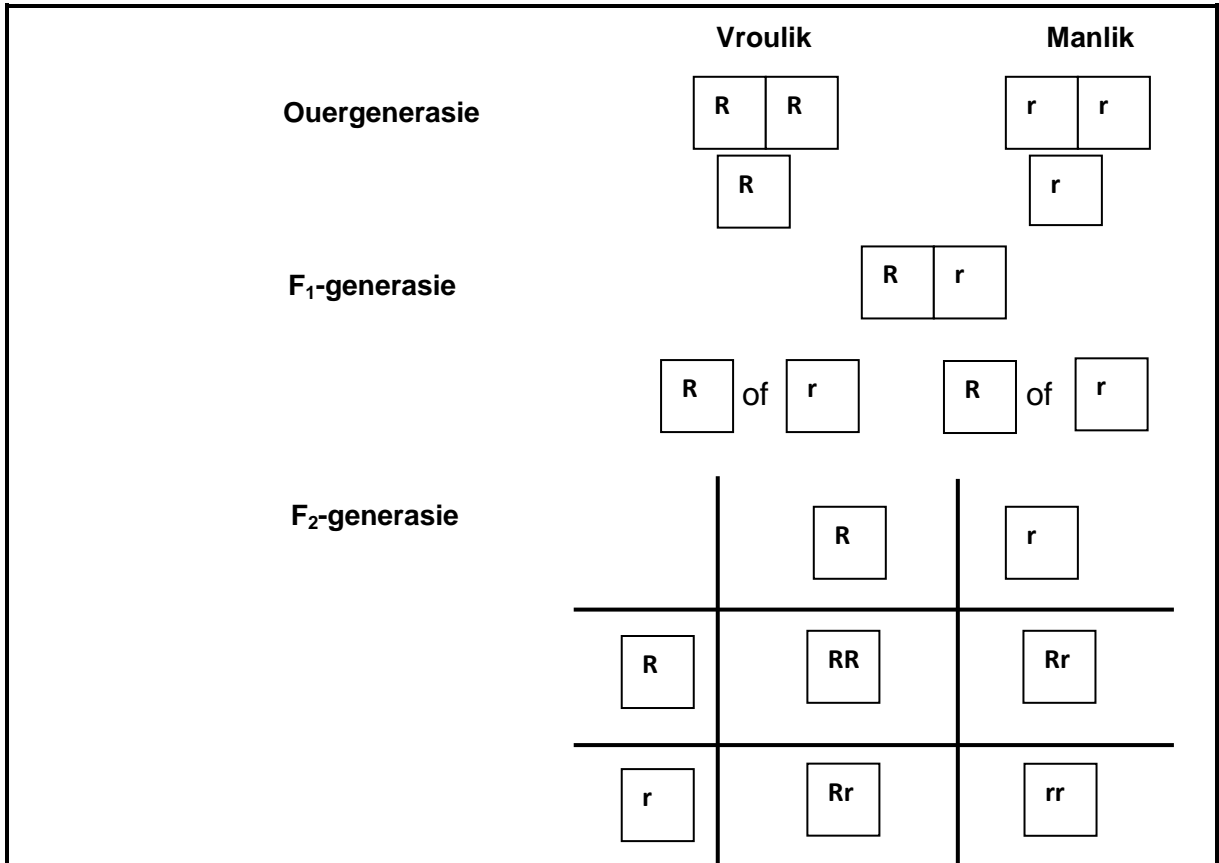 Vroulik Manlik
Ouergenerasie R R r r
R r
F₁-generasie R r
R of r R of r
F₂-generasie R r
R RR Rr
r Rr rr